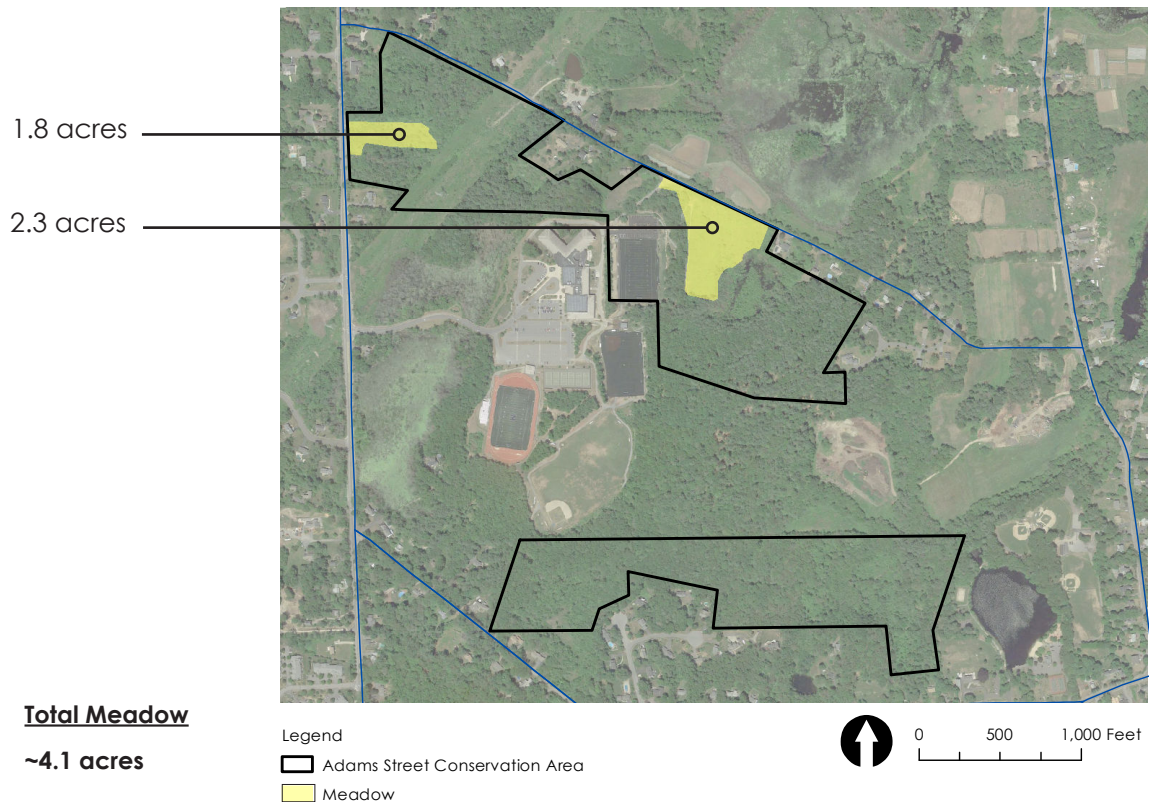 1.8 acres
2.3 acres
Total Meadow
~4.1 acres
Legend
Adams Street Conservation Area
Meadow
0 500 1,000 Feet